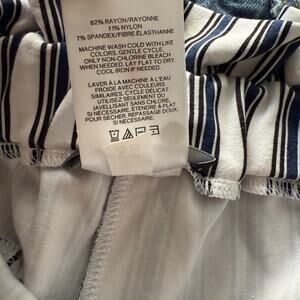 82% RAYON/RAYONNE
11% NYLON
7% SPANDEX/FIBRE ELASTHANNE
MACHINE WASH COLD WITH LIKE
COLORS, GENTLE CYCLE.
ONLY NON-CHLORINE BLEACH
WHEN NEEDED. LAY FLAT TO DRY.
COOL IRON IF NEEDED.
LAVER À LA MACHINE À L'EAU
FROIDE AVEC COULEURS
SIMILAIRES, CYCLE DELICAT.
UTILISEZ SEULEMENT DU
JAVELLISANT SANS CHLORE,
SI NÉCESSAIRE. METTRE À PLAT
POUR SÉCHER. REPASSAGE DOUX
SI NÉCESSAIRE.